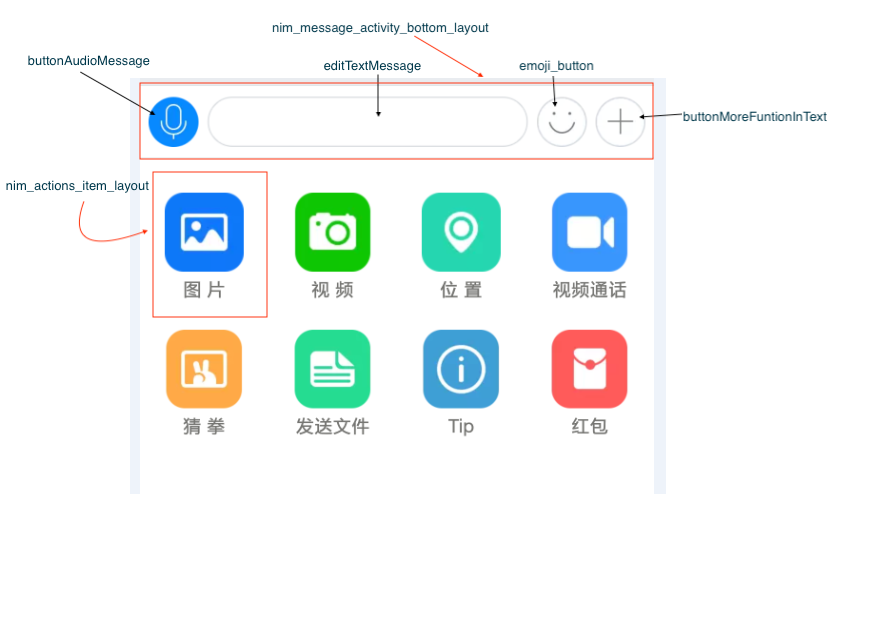 nim_message_activity_bottom_layout
buttonAudioMessage
editTextMessage
emoji_button
buttonMoreFuntionInText
nim_actions_item_layout
图 片
视 频
位 置
视频通话
猜 拳
发送文件
Tip
红包